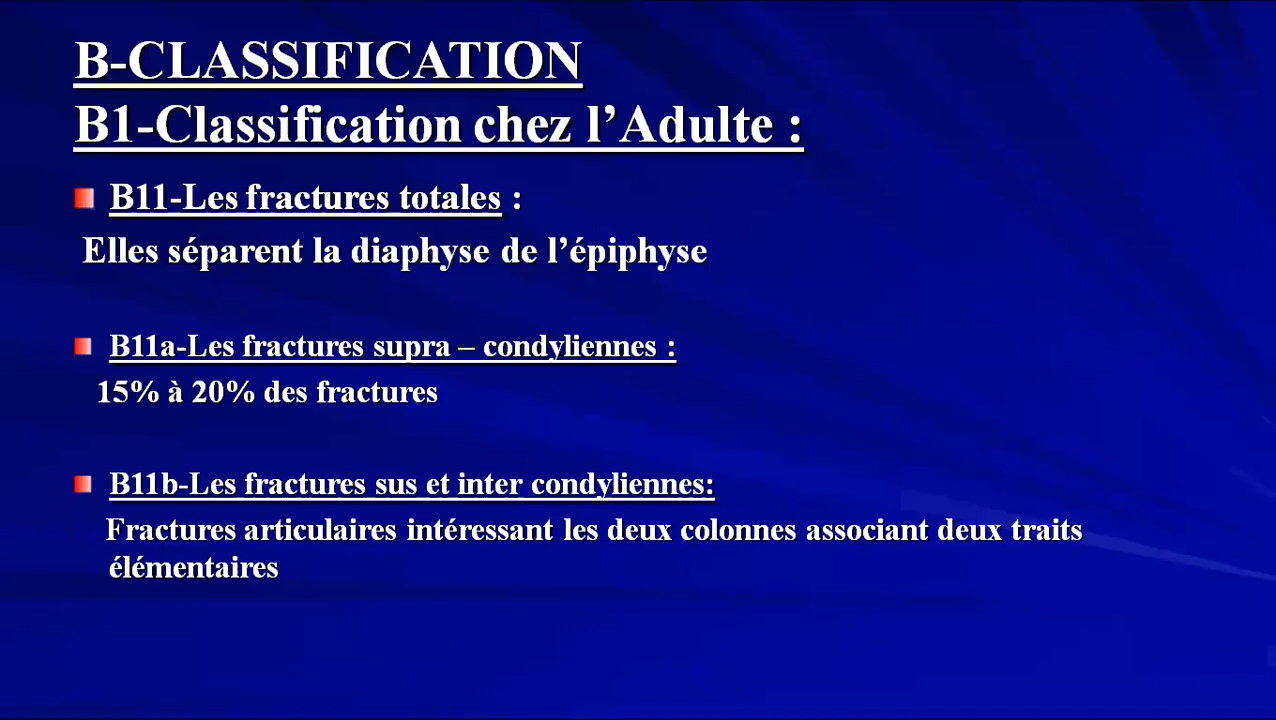 B-CLASSIFICATION
B1-Classification chez l’Adulte :
B11-Les fractures totales :
Elles séparent la diaphyse de l’épiphyse
B11a-Les fractures supra – condyliennes :
15% à 20% des fractures
B11b-Les fractures sus et inter condyliennes:
Fractures articulaires intéressant les deux colonnes associant deux traits
élémentaires